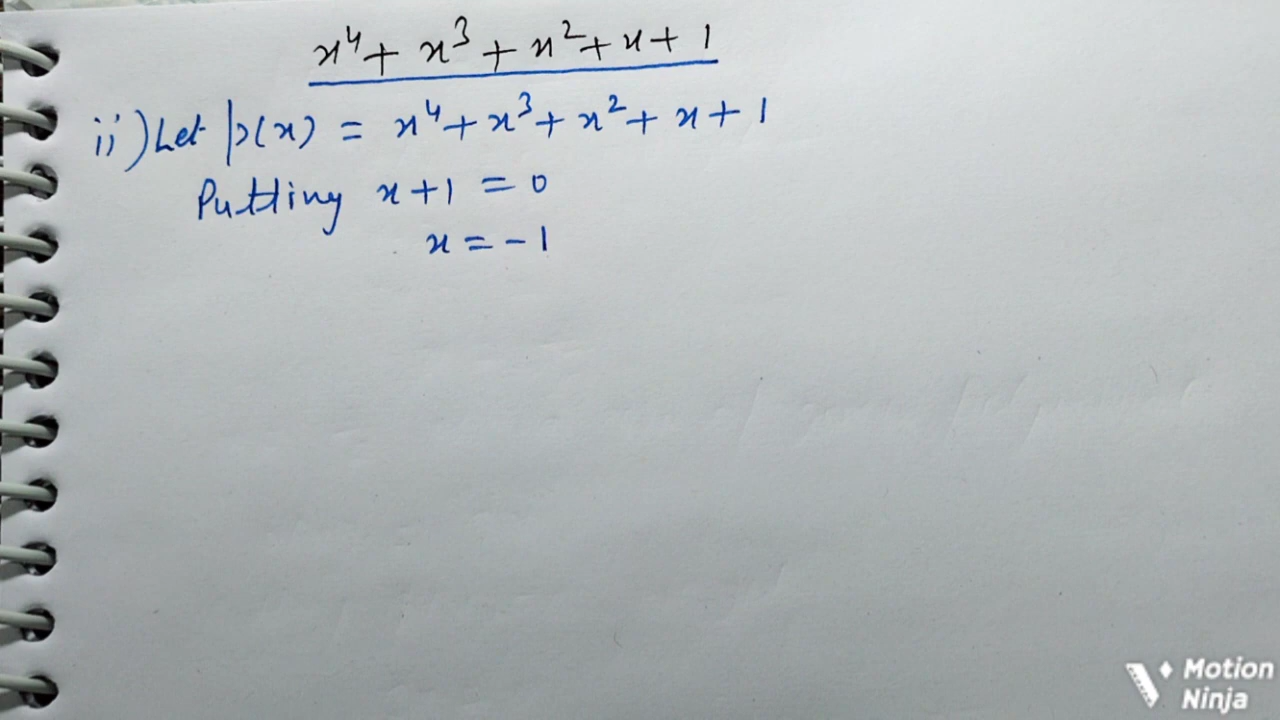 x⁴ + x³ + x² + x + 1
ii) Let p(x) = x⁴ + x³ + x² + x + 1
Putting x + 1 = 0
x = - 1
Motion
Ninja